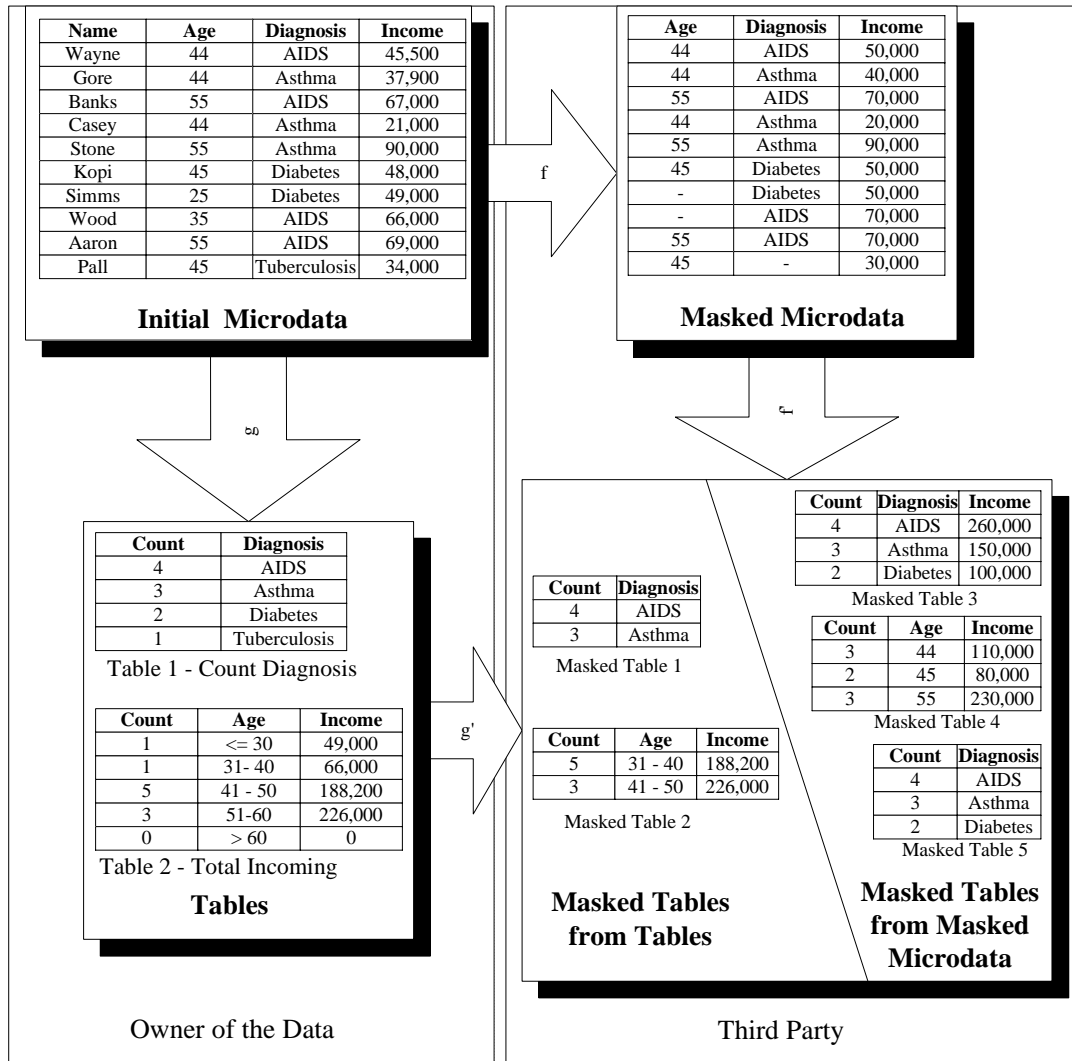 Name Age Diagnosis Income
Wayne 44 AIDS 45,500
Gore 44 Asthma 37,900
Banks 55 AIDS 67,000
Casey 44 Asthma 21,000
Stone 55 Asthma 90,000
Kopi 45 Diabetes 48,000
Simms 25 Diabetes 49,000
Wood 35 AIDS 66,000
Aaron 55 AIDS 69,000
Pall 45 Tuberculosis 34,000
Initial Microdata
f
Age Diagnosis Income
44 AIDS 50,000
44 Asthma 40,000
55 AIDS 70,000
44 Asthma 20,000
55 Asthma 90,000
45 Diabetes 50,000
- Diabetes 50,000
- AIDS 70,000
55 AIDS 70,000
45 - 30,000
Masked Microdata
g
f'
Count Diagnosis
4 AIDS
3 Asthma
2 Diabetes
1 Tuberculosis
Table 1 - Count Diagnosis
Count Age Income
1 <= 30 49,000
1 31- 40 66,000
5 41 - 50 188,200
3 51-60 226,000
0 > 60 0
Table 2 - Total Incoming
Tables
g'
Count Diagnosis
4 AIDS
3 Asthma
Masked Table 1
Count Age Income
5 31 - 40 188,200
3 41 - 50 226,000
Masked Table 2
Masked Tables
from Tables
Count Diagnosis Income
4 AIDS 260,000
3 Asthma 150,000
2 Diabetes 100,000
Masked Table 3
Count Age Income
3 44 110,000
2 45 80,000
3 55 230,000
Masked Table 4
Count Diagnosis
4 AIDS
3 Asthma
2 Diabetes
Masked Table 5
Masked Tables
from Masked
Microdata
Owner of the Data
Third Party